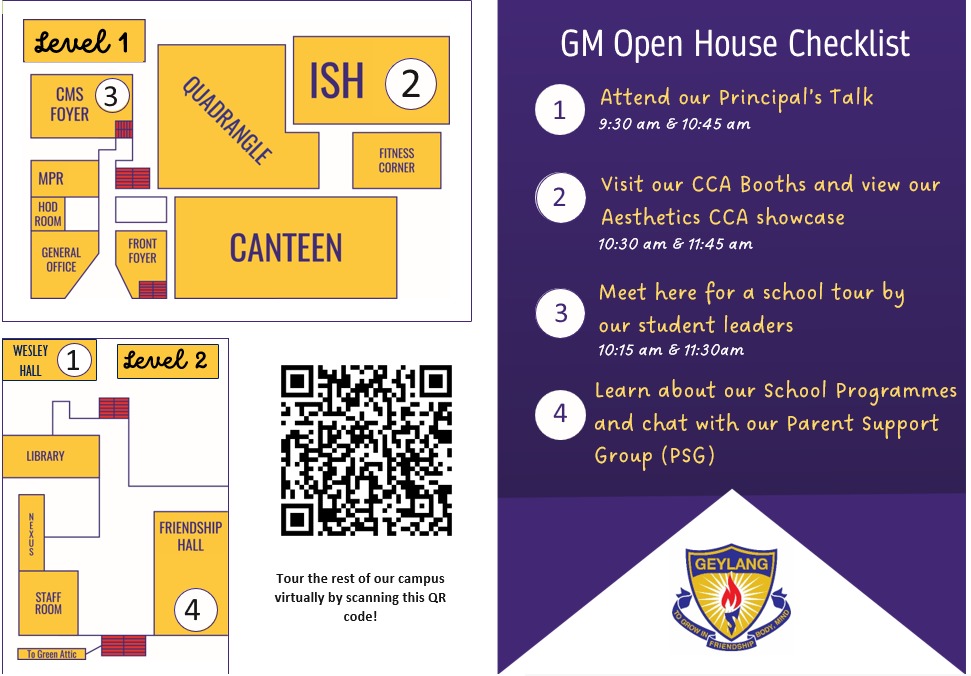 Level 1
CMS
FOYER
3
QUADRANGLE
ISH
2
FITNESS
CORNER
MPR
HOD
ROOM
GENERAL
OFFICE
FRONT
FOYER
CANTEEN
WESLEY
HALL
1
Level 2
LIBRARY
NEXUS
STAFF
ROOM
FRIENDSHIP
HALL
4
To Green Attic
Tour the rest of our campus
virtually by scanning this QR
code!
GM Open House Checklist
1
Attend our Principal's Talk
9:30 am & 10:45 am
2
Visit our CCA Booths and view our
Aesthetics CCA showcase
10:30 am & 11:45 am
3
Meet here for a school tour by
our student leaders
10:15 am & 11:30am
4
Learn about our School Programmes
and chat with our Parent Support
Group (PSG)
GEYLANG
TO GROW IN
FRIENDSHIP
BODY, MIND